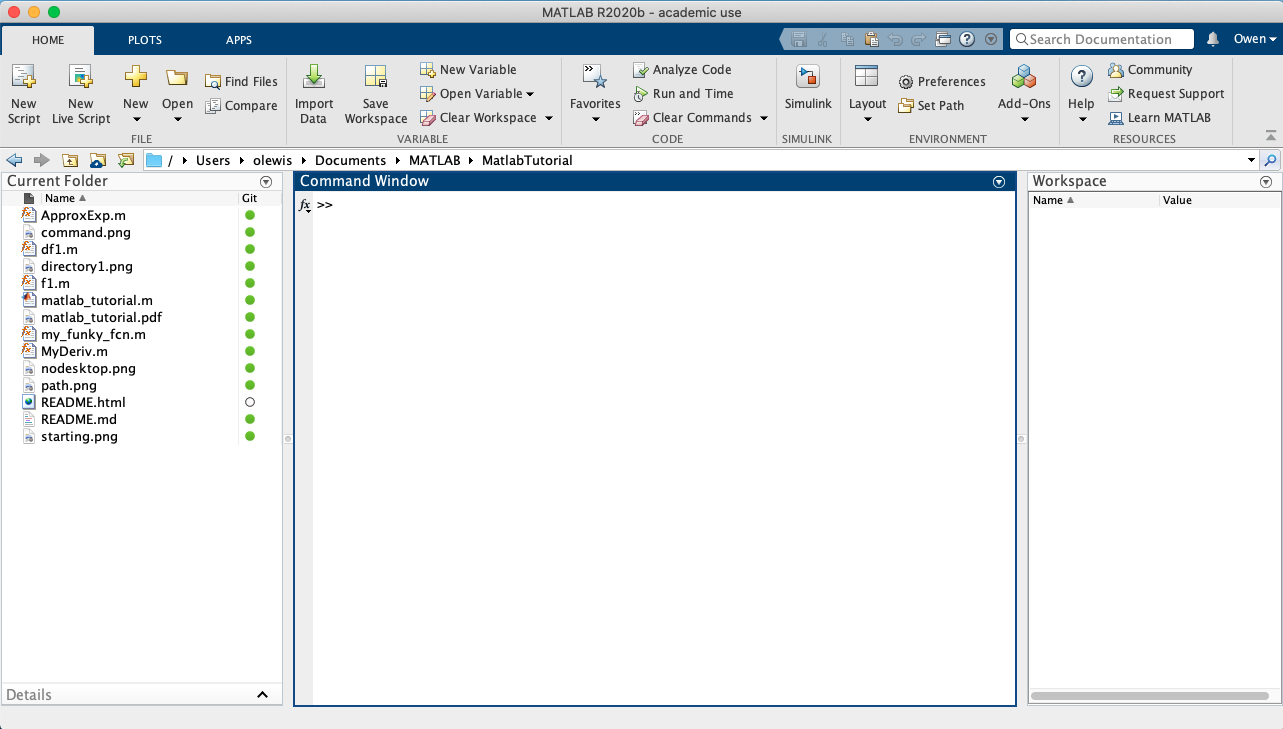 MATLAB R2020b - academic use
HOME PLOTS APPS
Search Documentation
Owen
New Script
New Live Script
New
Open
Find Files
Compare
FILE
Import Data
Save Workspace
New Variable
Open Variable
Clear Workspace
VARIABLE
Favorites
Analyze Code
Run and Time
Clear Commands
CODE
Simulink
SIMULINK
Layout
Preferences
Set Path
Add-Ons
ENVIRONMENT
Help
Community
Request Support
Learn MATLAB
RESOURCES
/ Users olewis Documents MATLAB MatlabTutorial
Current Folder
Name Git
ApproxExp.m
command.png
df1.m
directory1.png
f1.m
matlab_tutorial.m
matlab_tutorial.pdf
my_funky_fcn.m
MyDeriv.m
nodesktop.png
path.png
README.html
README.md
starting.png
Details
Command Window
fx >>
Workspace
Name Value